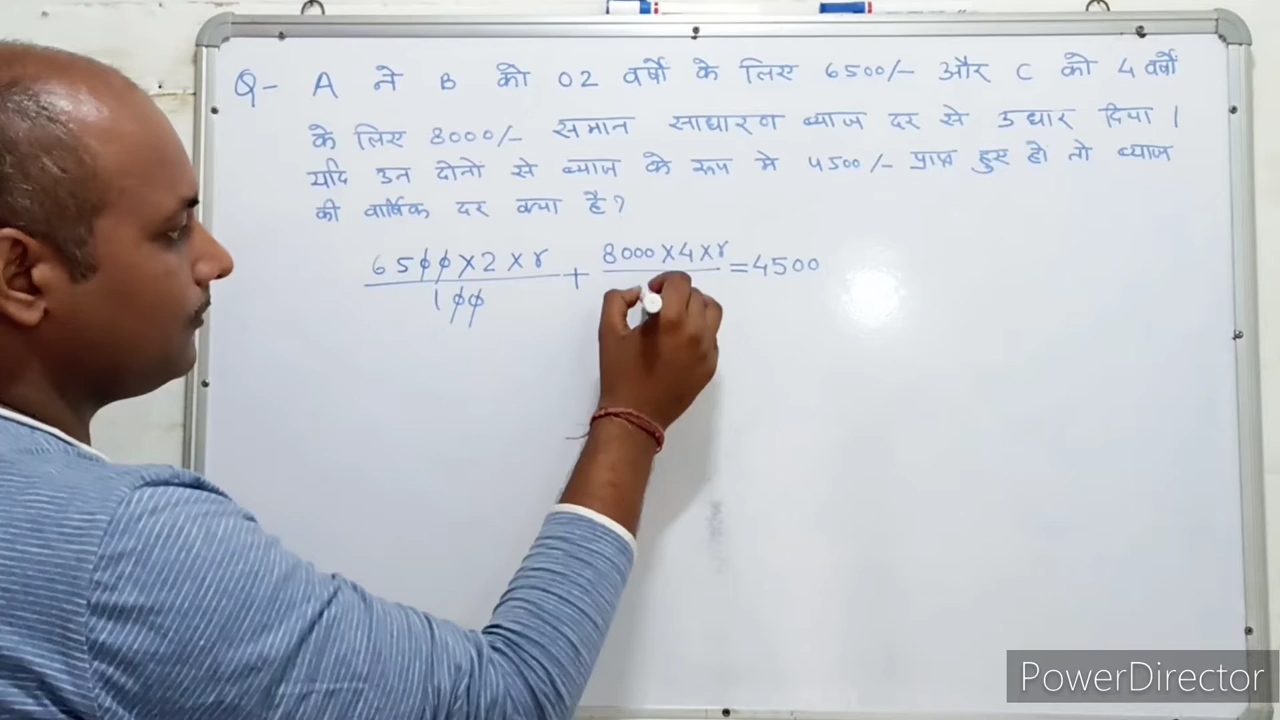 Q- A ने B को 02 वर्षो के लिए 6500/- और C को 4 वर्षो
के लिए 8000/- समान साधारण ब्याज दर से उधार दिया ।
यदि उन दोनो से ब्याज के रूप मे 4500/- प्राप्त हुए हो तो ब्याज
की वार्षिक दर क्या है?
6500 X 2 X r + 8000 X 4 X r = 4500
100
PowerDirector